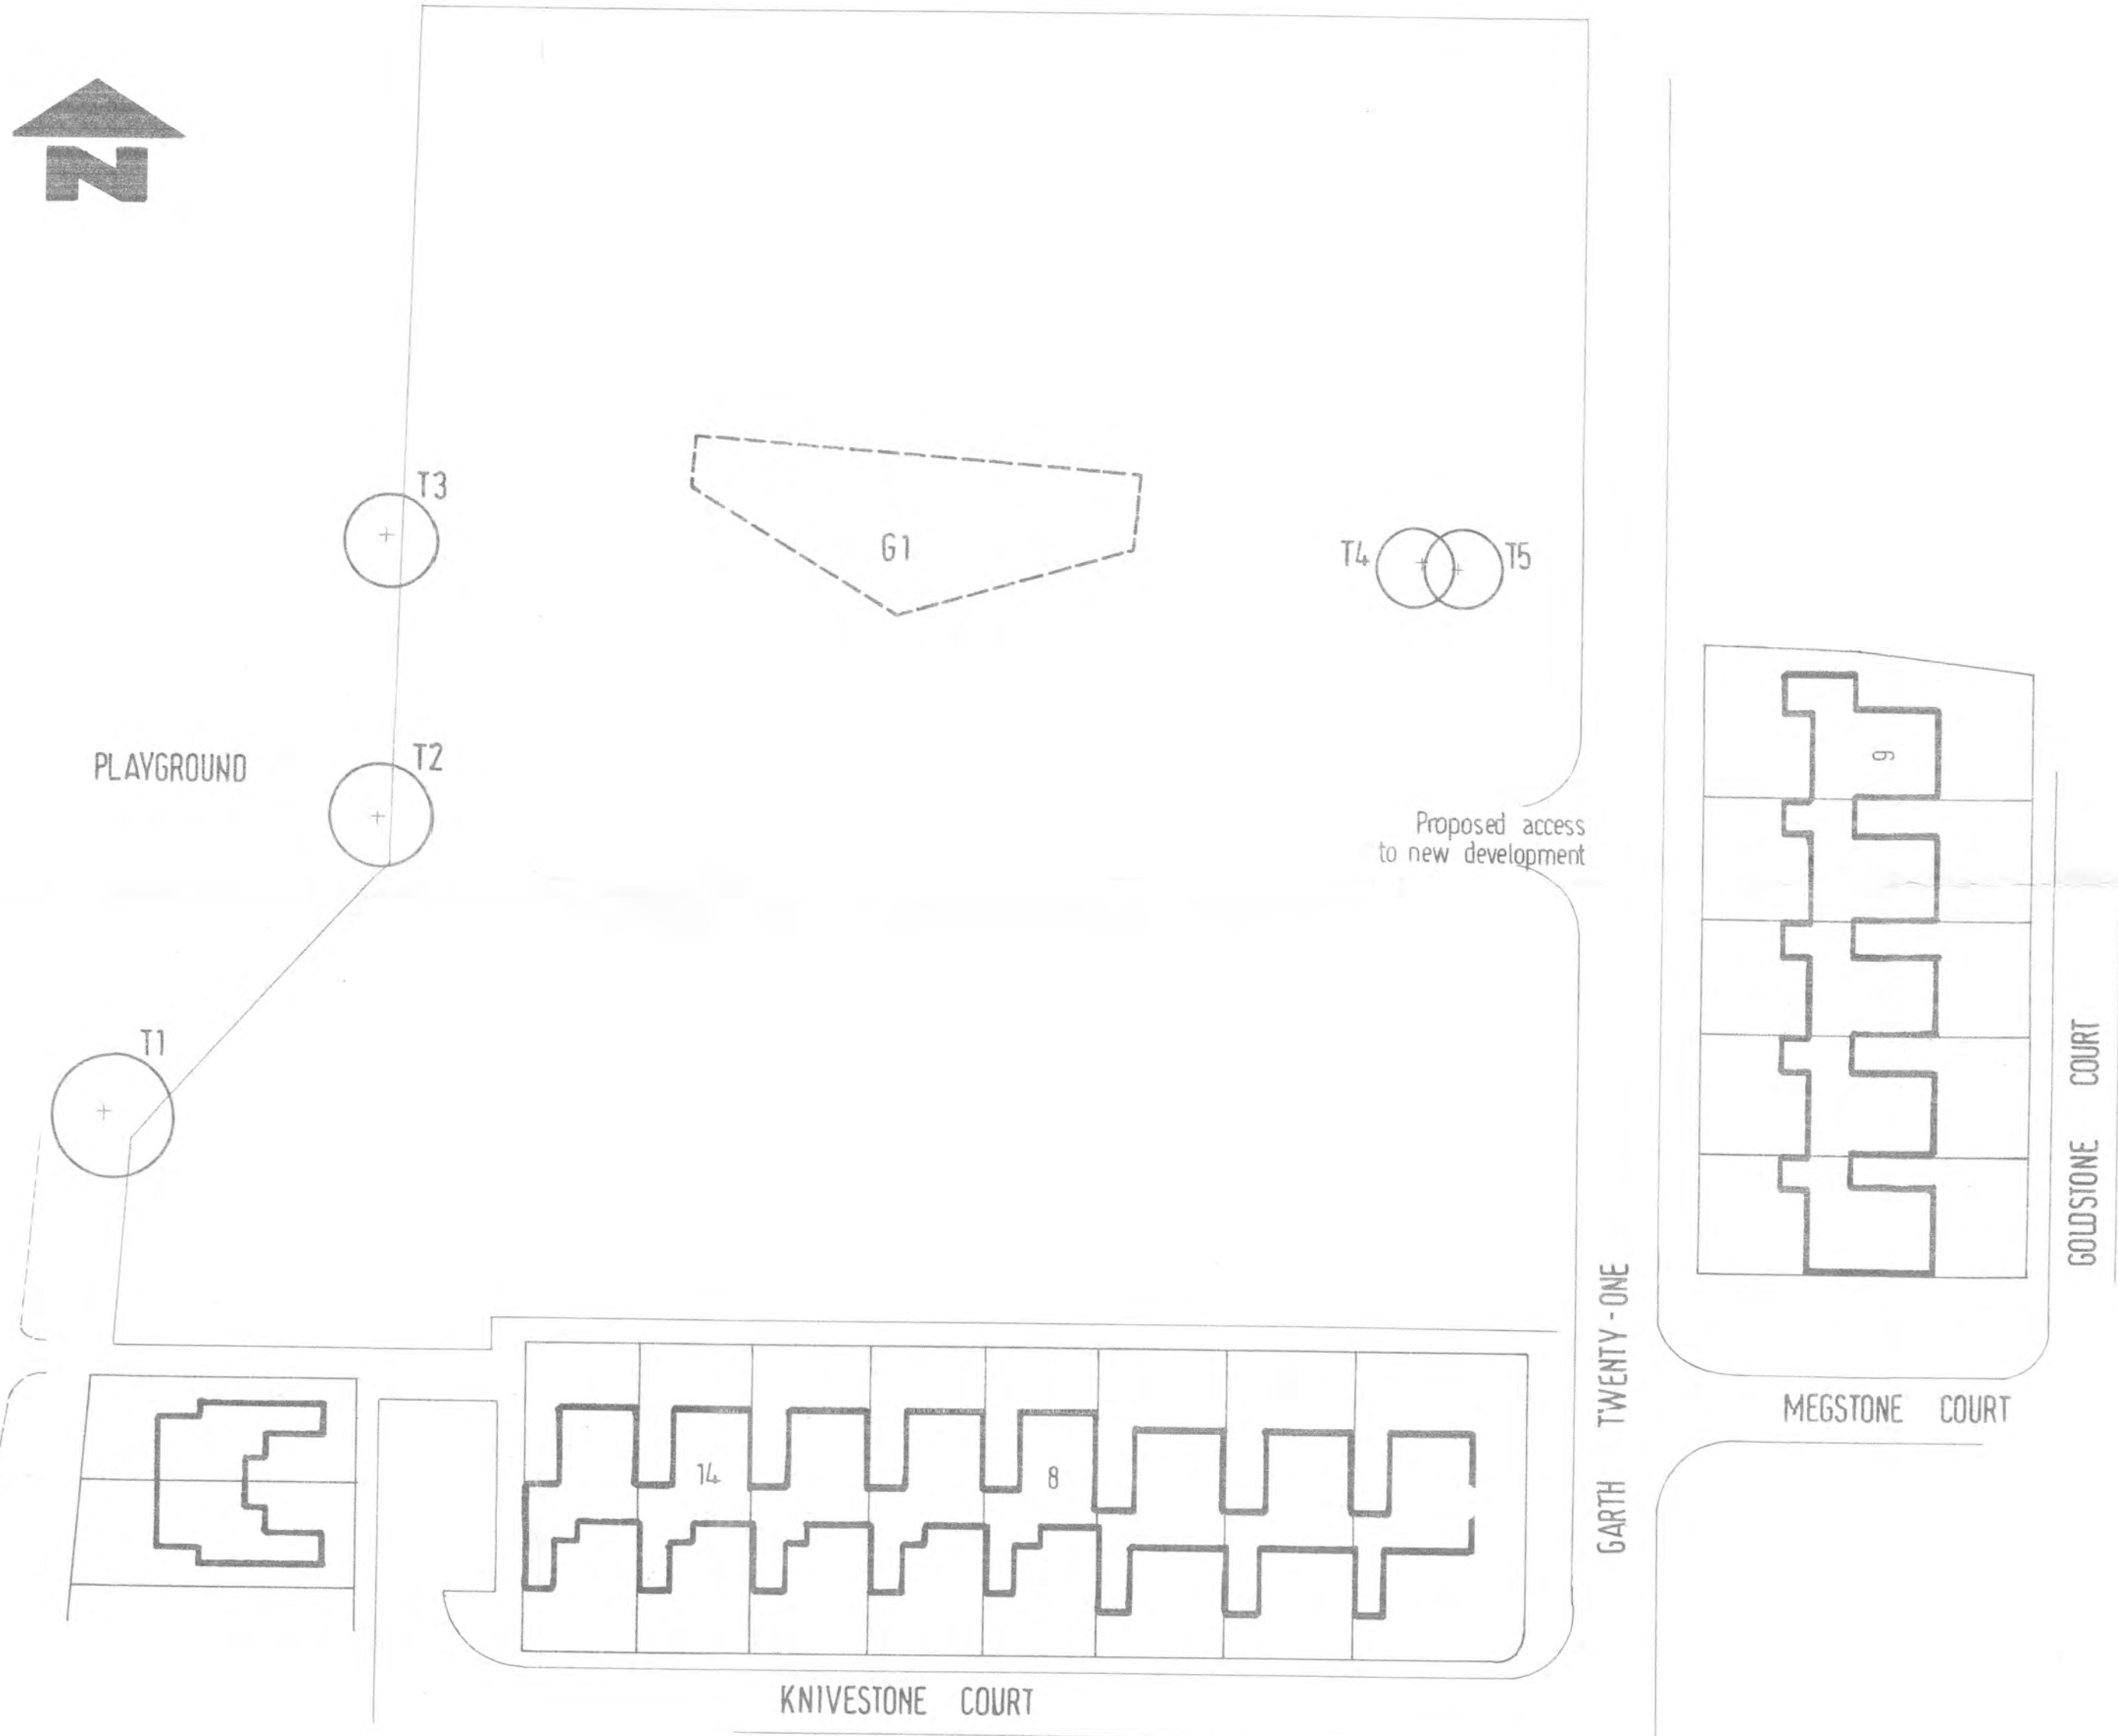 N
T3
G1
T4
T5
T2
PLAYGROUND
9
Proposed access
to new development
T1
GOLDSTONE COURT
GARTH TWENTY-ONE
MEGSTONE COURT
14
8
KNIVESTONE COURT